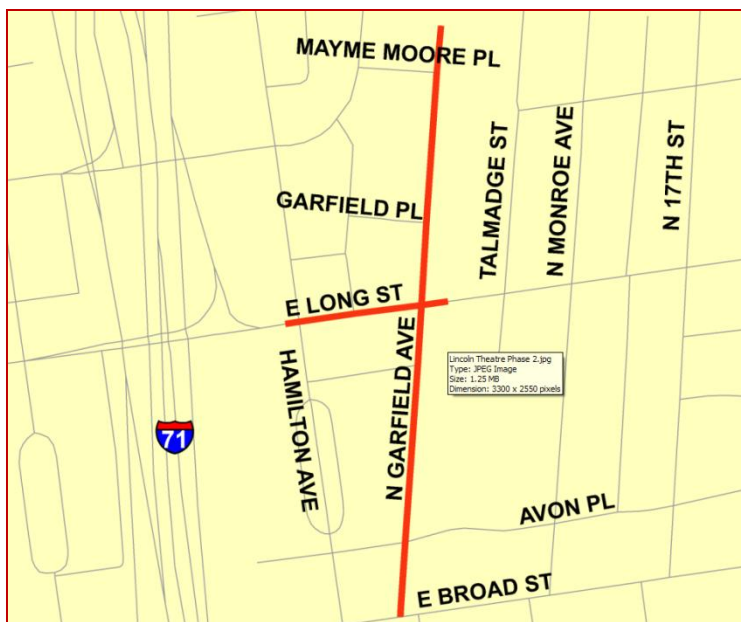 MAYME MOORE PL
TALMADGE ST
N MONROE AVE
N 17TH ST
GARFIELD PL
E LONG ST
HAMILTON AVE
N GARFIELD AVE
Lincoln Theatre Phase 2.jpg
Type: JPEG Image
Size: 1.25 MB
Dimension: 3300 x 2550 pixels
71
AVON PL
E BROAD ST